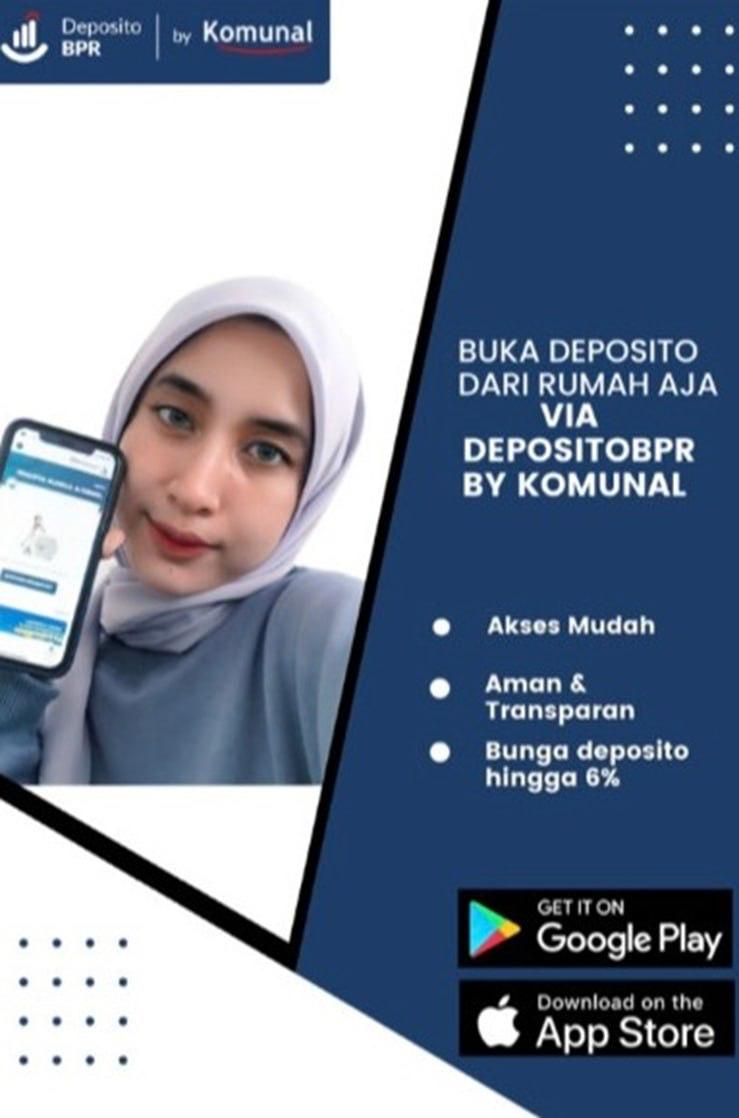 Deposito
BPR
by Komunal
BUKA DEPOSITO
DARI RUMAH AJA
VIA
DEPOSITOBPR
BY KOMUNAL
Akses Mudah
Aman &
Transparan
Bunga deposito
hingga 6%
GET IT ON
Google Play
Download on the
App Store